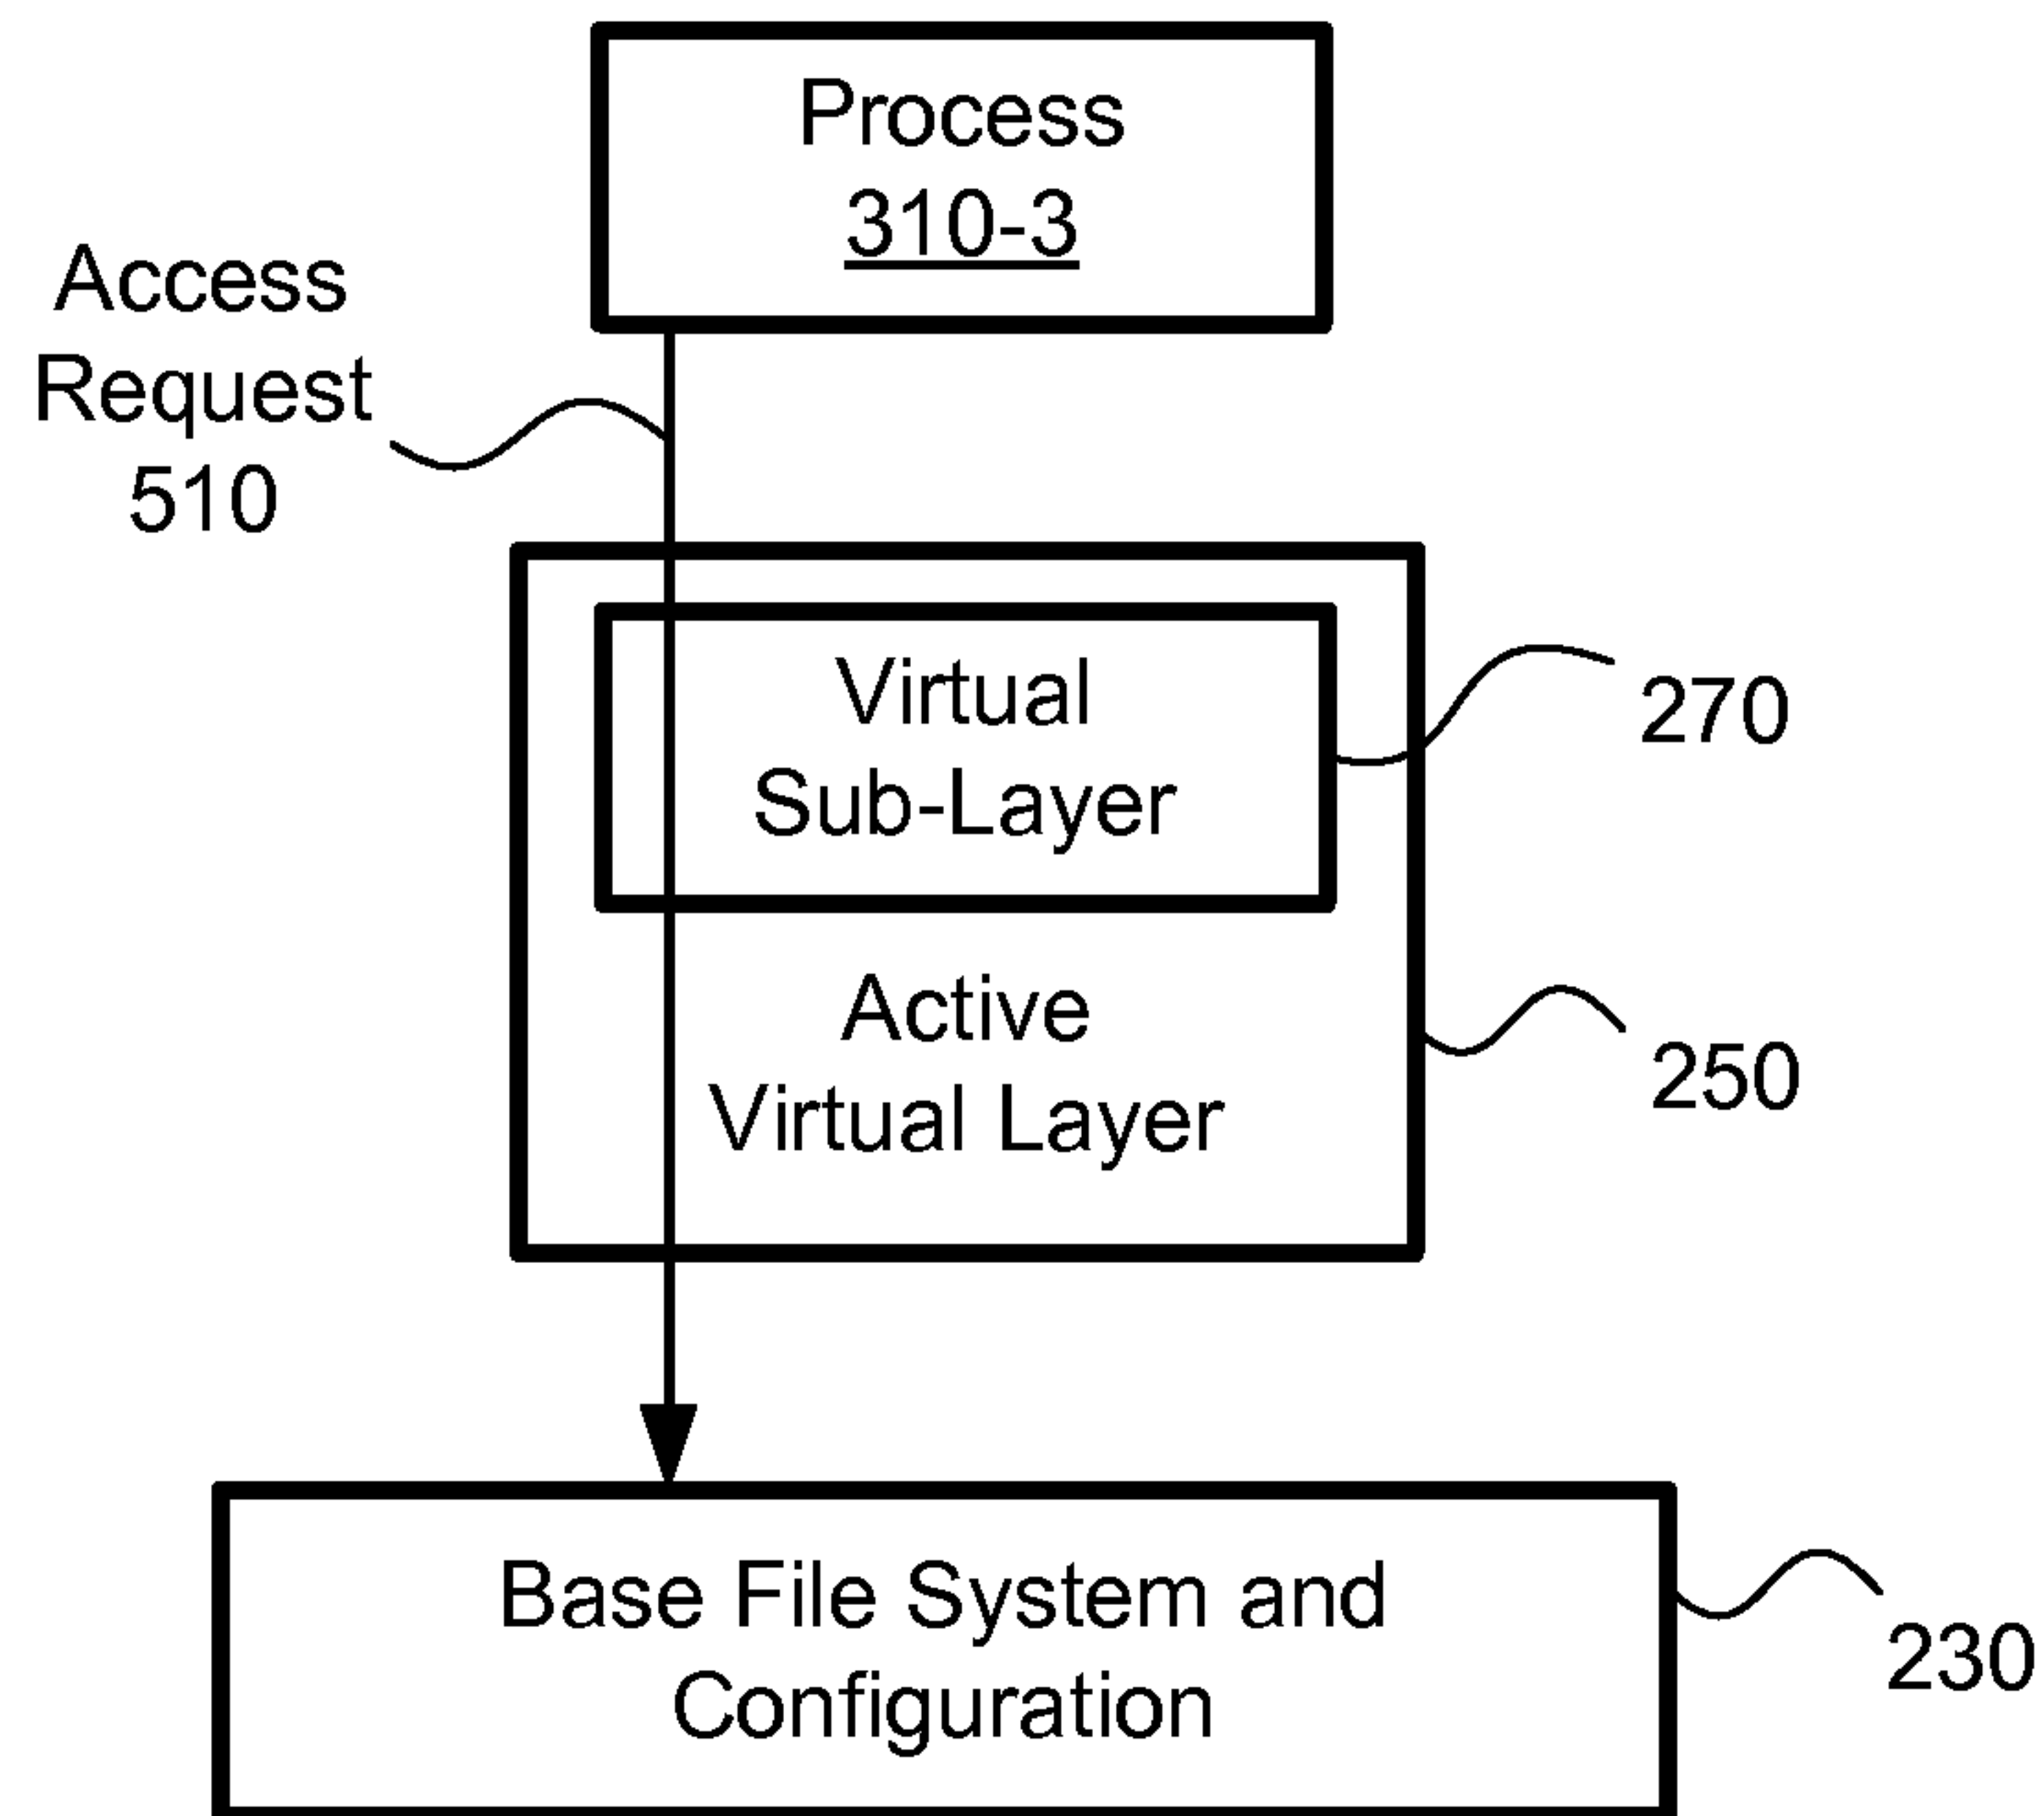 Process
310-3
Access
Request
510
Virtual
Sub-Layer
270
Active
Virtual Layer
250
Base File System and
Configuration
230